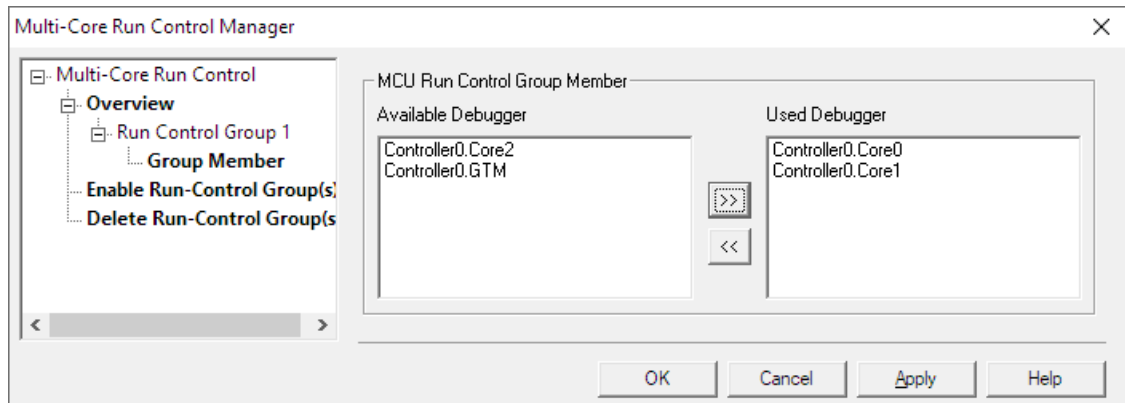 Multi-Core Run Control Manager
Multi-Core Run Control
Overview
Run Control Group 1
Group Member
Enable Run-Control Group(s)
Delete Run-Control Group(s
MCU Run Control Group Member
Available Debugger
Controller0.Core2
Controller0.GTM
>>
<<
Used Debugger
Controller0.Core0
Controller0.Core1
OK
Cancel
Apply
Help